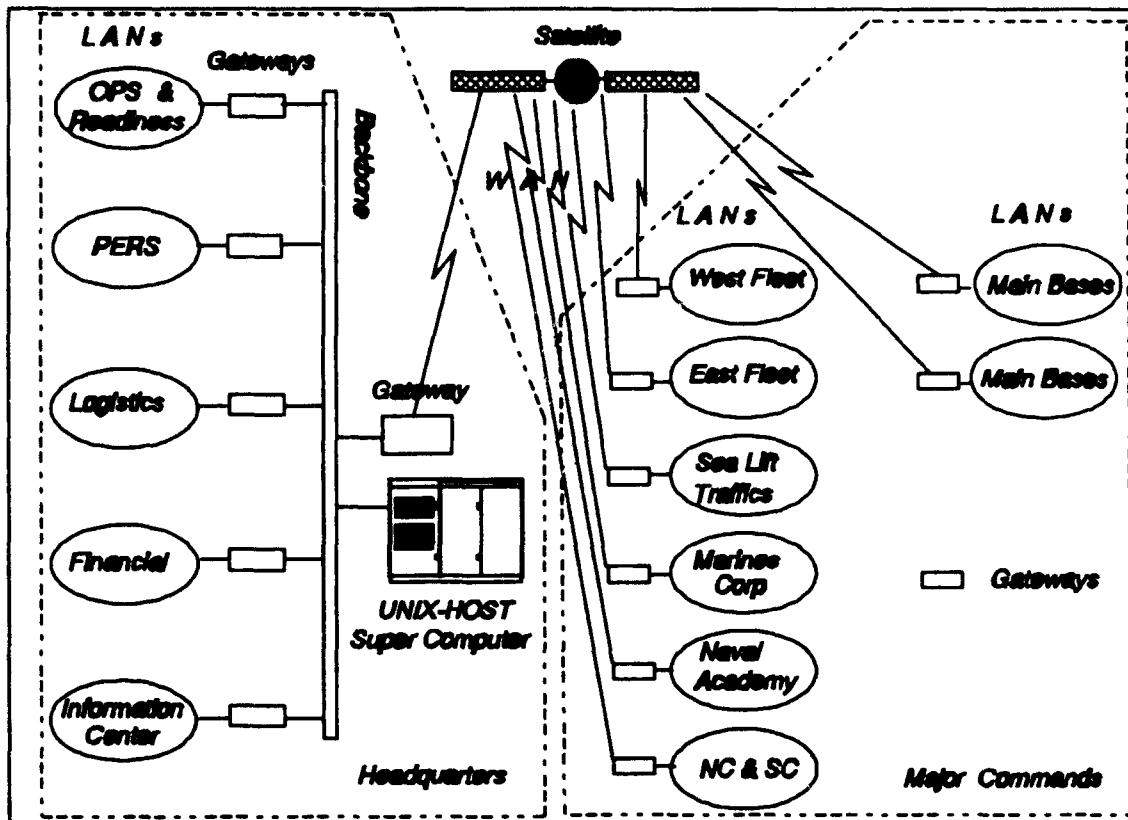 LANs
Gateways
OPS &
Readiness
Backbone
PERS
Logistics
Financial
Information
Center
Gateway
UNIX-HOST
Super Computer
Headquarters
Satellite
WAN
LANs
West Fleet
East Fleet
Sea Lift
Traffics
Marines
Corp
Naval
Academy
NC & SC
LANs
Main Bases
Main Bases
Gateways
Major Commands